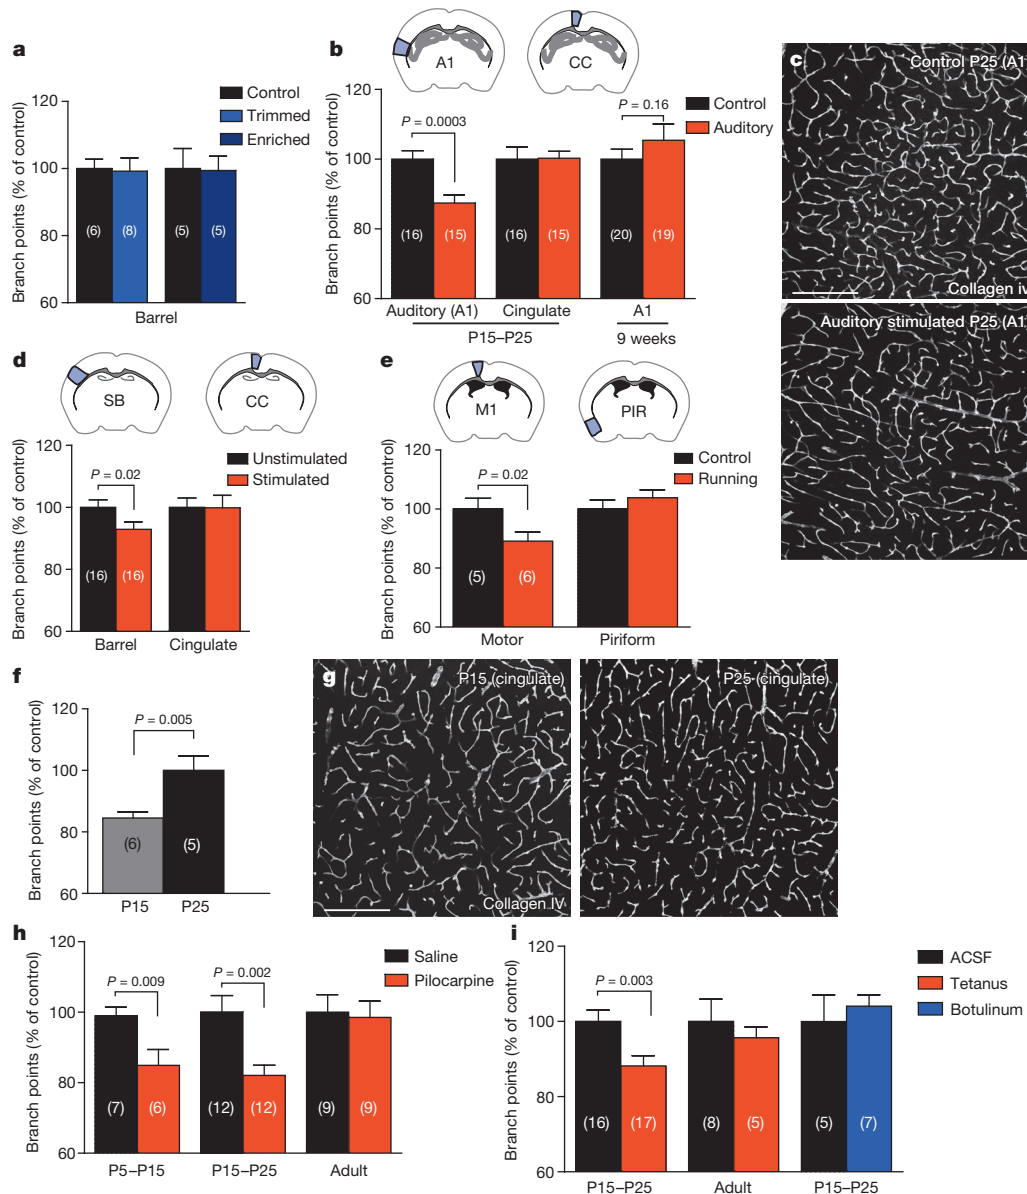 a
Branch points (% of control)
120
100
80
60
Control
Trimmed
Enriched
(6)
(8)
(5)
(5)
Barrel
b
A1
CC
Branch points (% of control)
120
100
80
60
P = 0.0003
P = 0.16
Control
Auditory
(16)
(15)
(16)
(15)
(20)
(19)
Auditory (A1)
Cingulate
A1
P15–P25
9 weeks
c
Control P25 (A1
Collagen iv
Auditory stimulated P25 (A1
d
SB
CC
Branch points (% of control)
120
100
80
60
P = 0.02
Unstimulated
Stimulated
(16)
(16)
Barrel
Cingulate
e
M1
PIR
Branch points (% of control)
120
100
80
60
P = 0.02
Control
Running
(5)
(6)
Motor
Piriform
f
Branch points (% of control)
120
100
80
60
P = 0.005
(6)
(5)
P15
P25
g
P15 (cingulate)
Collagen IV
P25 (cingulate)
h
Branch points (% of control)
120
100
80
60
P = 0.009
P = 0.002
Saline
Pilocarpine
(7)
(6)
(12)
(12)
(9)
(9)
P5–P15
P15–P25
Adult
i
Branch points (% of control)
120
100
80
60
P = 0.003
ACSF
Tetanus
Botulinum
(16)
(17)
(8)
(5)
(5)
(7)
P15–P25
Adult
P15–P25